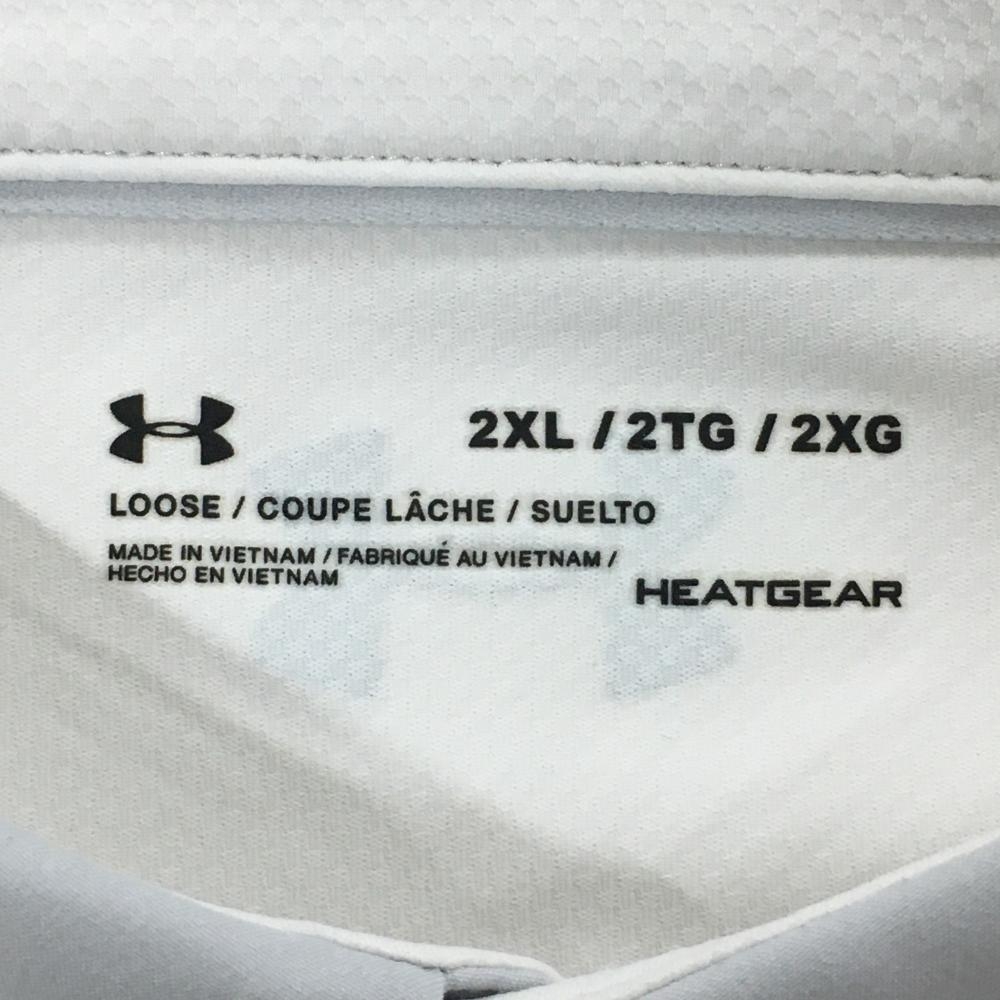 2XL / 2TG / 2XG
LOOSE / COUPE LÂCHE / SUELTO
MADE IN VIETNAM / FABRIQUÉ AU VIETNAM /
HECHO EN VIETNAM
HEATGEAR